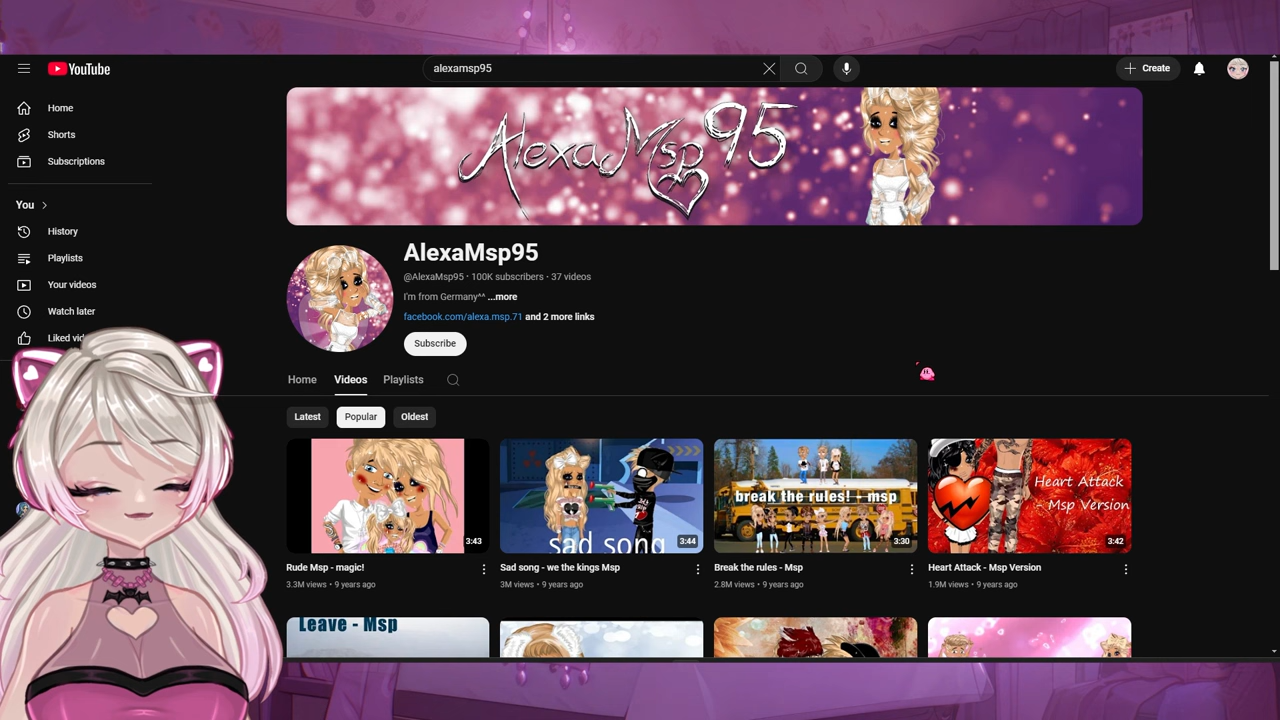 YouTube
alexamsp95
Create
Home
Shorts
Subscriptions
You
History
Playlists
Your videos
Watch later
Liked vid
AlexaMsp95
AlexaMsp95
@AlexaMsp95 • 100K subscribers • 37 videos
I'm from Germany^^ ...more
facebook.com/alexa.msp.71 and 2 more links
Subscribe
Home Videos Playlists
Latest Popular Oldest
3:43
sad song
3:44
break the rules! - msp
3:30
Heart Attack
- Msp Version
3:42
Rude Msp - magic!
3.3M views • 9 years ago
Sad song - we the kings Msp
3M views • 9 years ago
Break the rules - Msp
2.8M views • 9 years ago
Heart Attack - Msp Version
1.9M views • 9 years ago
Leave - Msp